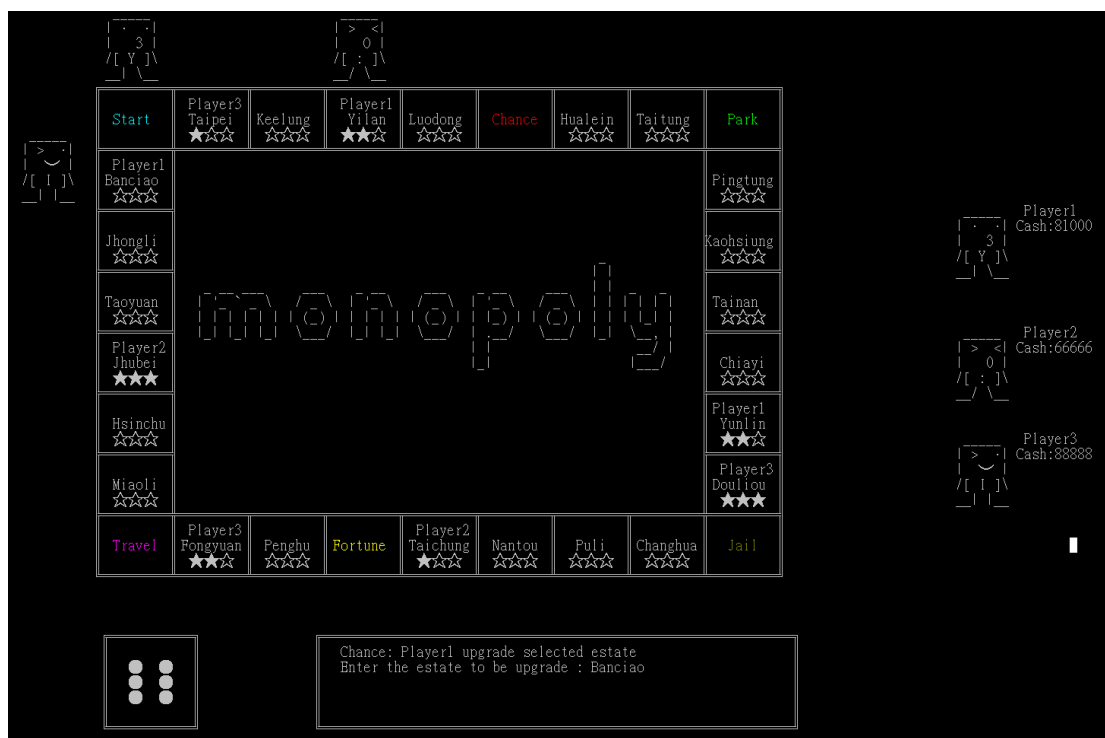 Start
Player3
Taipei
★☆☆
Keelung
☆☆☆
Player1
Yilan
★★☆
Luodong
☆☆☆
Chance
Hualein
☆☆☆
Taitung
☆☆☆
Park
Player1
Banciao
☆☆☆
Pingtung
☆☆☆
Jhongli
☆☆☆
Kaohsiung
☆☆☆
Taoyuan
☆☆☆
monopoly
Tainan
☆☆☆
Player2
Jhubei
★★★
Chiayi
☆☆☆
Hsinchu
☆☆☆
Player1
Yunlin
★★☆
Miaoli
☆☆☆
Player3
Douliou
★★★
Travel
Player3
Fongyuan
★★☆
Penghu
☆☆☆
Fortune
Player2
Taichung
★☆☆
Nantou
☆☆☆
Puli
☆☆☆
Changhua
☆☆☆
Jail
Player1
Cash:81000
Player2
Cash:66666
Player3
Cash:88888
Chance: Player1 upgrade selected estate
Enter the estate to be upgrade : Banciao